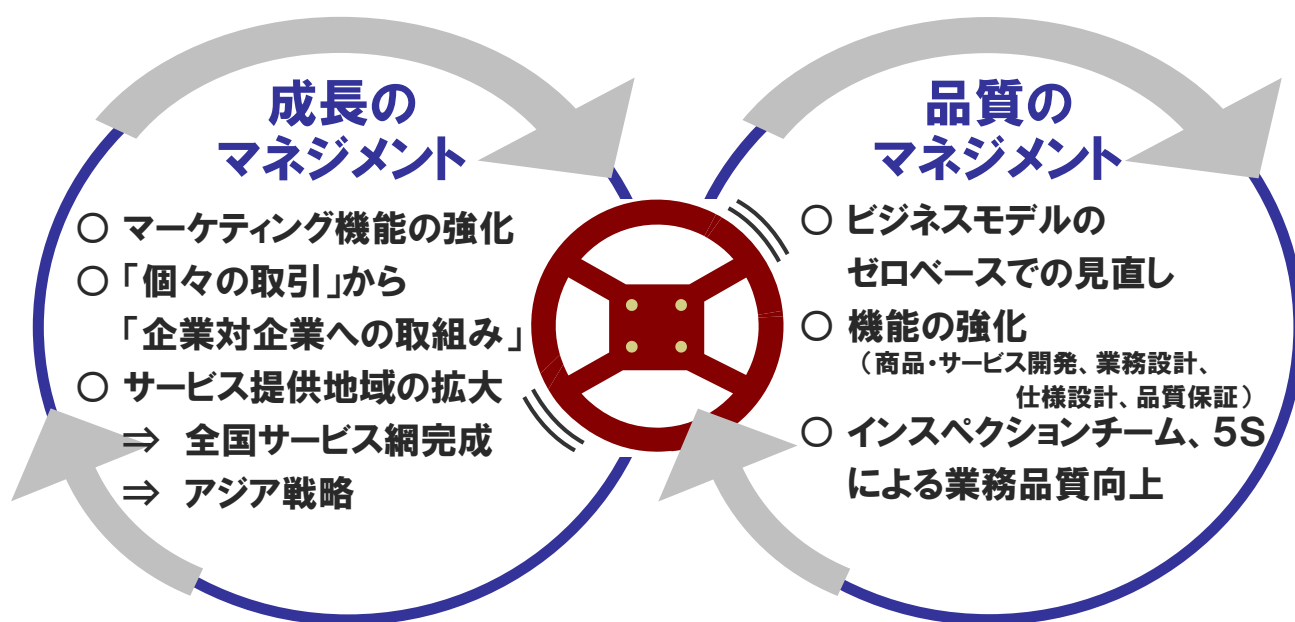 成長の
マネジメント
○ マーケティング機能の強化
○「個々の取引」から
「企業対企業への取組み」
○ サービス提供地域の拡大
⇒ 全国サービス網完成
⇒ アジア戦略
品質の
マネジメント
○ ビジネスモデルの
ゼロベースでの見直し
○ 機能の強化
（商品・サービス開発、業務設計、
仕様設計、品質保証）
○ インスペクションチーム、5S
による業務品質向上